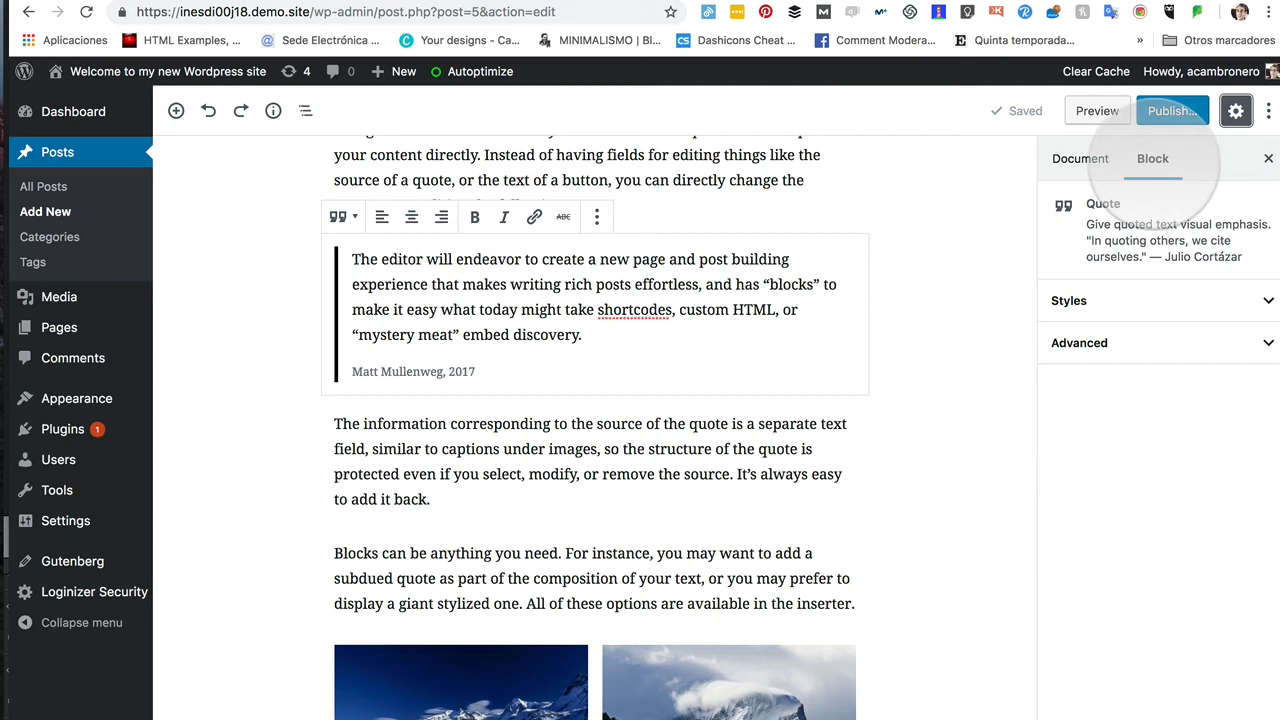 https://inesdi00j18.demo.site/wp-admin/post.php?post=5&action=edit
Aplicaciones
HTML Examples, ...
Sede Electrónica ...
Your designs - Ca...
MINIMALISMO | Bl...
Dashicons Cheat ...
Comment Modera...
Quinta temporada...
»
Otros marcadores
Welcome to my new Wordpress site
4
0
New
Autoptimize
Clear Cache
Howdy, acambronero
Dashboard
Posts
All Posts
Add New
Categories
Tags
Media
Pages
Comments
Appearance
Plugins 1
Users
Tools
Settings
Gutenberg
Loginizer Security
Collapse menu
Saved
Preview
Publish...
your content directly. Instead of having fields for editing things like the
source of a quote, or the text of a button, you can directly change the
B
I
ABC
The editor will endeavor to create a new page and post building
experience that makes writing rich posts effortless, and has “blocks” to
make it easy what today might take shortcodes, custom HTML, or
“mystery meat” embed discovery.
Matt Mullenweg, 2017
The information corresponding to the source of the quote is a separate text
field, similar to captions under images, so the structure of the quote is
protected even if you select, modify, or remove the source. It’s always easy
to add it back.
Blocks can be anything you need. For instance, you may want to add a
subdued quote as part of the composition of your text, or you may prefer to
display a giant stylized one. All of these options are available in the inserter.
Document
Block
Quote
Give quoted text visual emphasis.
"In quoting others, we cite
ourselves." — Julio Cortázar
Styles
Advanced